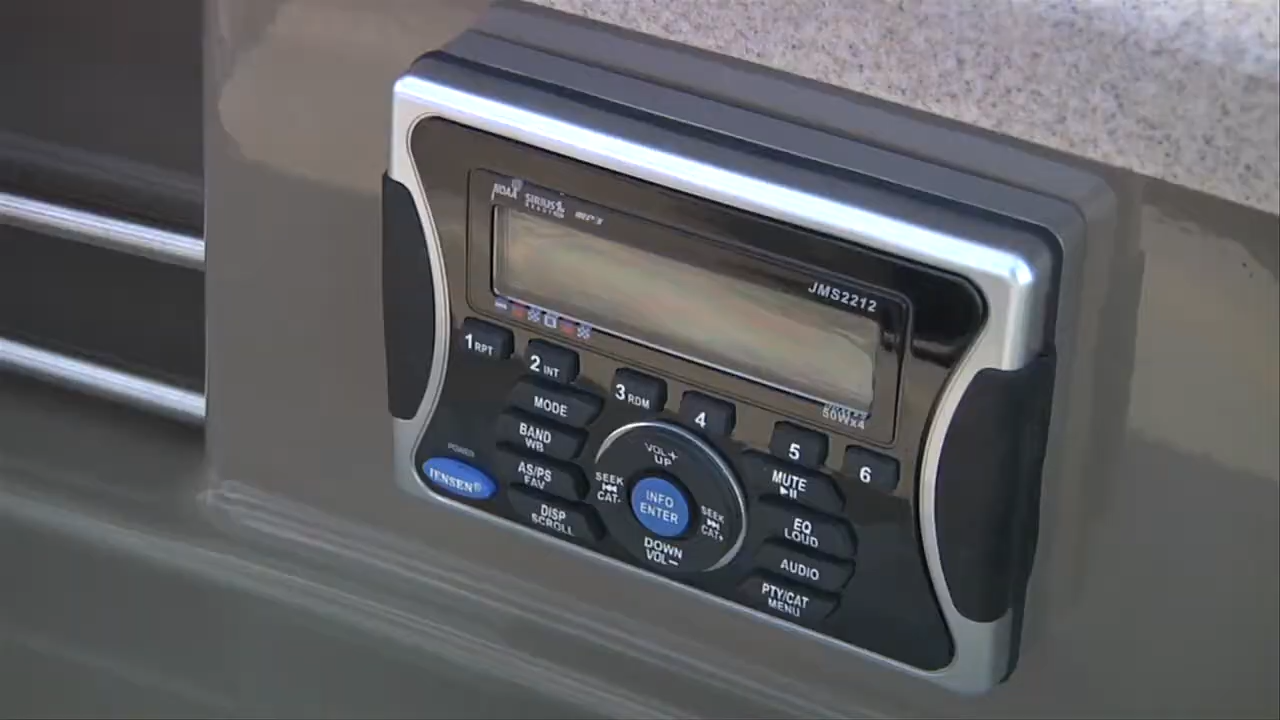 NOAA SIRIUS MP3
JMS2212
50Wx4
1 RPT
2 INT
3 RDM
4
5
6
MODE
BAND
WB
AS/PS
FAV
DISP
SCROLL
POWER
JENSEN®
VOL+
UP
SEEK
CAT-
INFO
ENTER
SEEK
CAT+
DOWN
VOL-
MUTE
EQ
LOUD
AUDIO
PTY/CAT
MENU